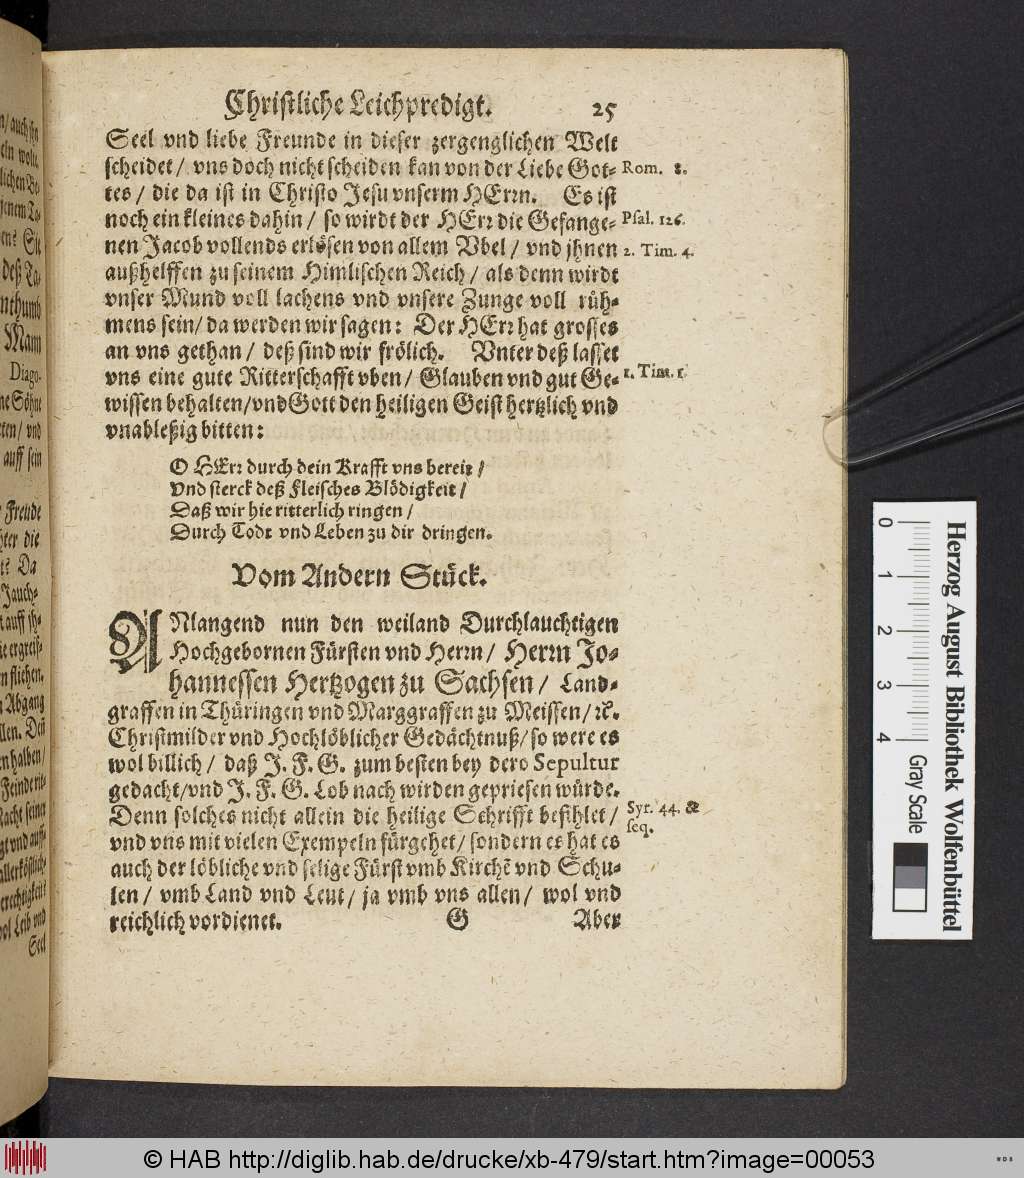 Christliche Leichpredigt. 25
Seel vnd liebe Freunde in dieser zergenglichen Welt
scheidet / vns doch nicht scheiden kan von der Liebe Got- Rom. 8.
tes / die da ist in Christo Jesu vnserm HErrn. Es ist
noch ein kleines dahin / so wirdt der HErr die Gefange- Psal. 126.
nen Jacob vollends erlösen von allem Vbel / vnd jhnen 2. Tim. 4.
außhelffen zu seinem Himlischen Reich / als denn wirdt
vnser Mund voll lachens vnd vnsere Zunge voll rüh-
mens sein / da werden wir sagen: Der HErr hat grosses
an vns gethan / deß sind wir frölich. Vnter deß lasset
vns eine gute Ritterschafft vben / Glauben vnd gut Ge- 1. Tim. 1.
wissen behalten / vnd Gott den heiligen Geist hertzlich vnd
vnableßig bitten:
O HErr durch dein Krafft vns bereit /
Vnd sterck deß Fleisches Blödigkeit /
Daß wir hie ritterlich ringen /
Durch Todt vnd Leben zu dir dringen.
Vom Andern Stück.
ANlangend nun den weiland Durchlauchtigen
Hochgebornen Fürsten vnd Herrn / Herrn Jo-
hannessen Hertzogen zu Sachsen / Land-
graffen in Thüringen vnd Marggraffen zu Meissen / ꝛc.
Christmilder vnd Hochlöblicher Gedächtnuß / so were es
wol billich / daß J. F. G. zum besten bey dero Sepultur
gedacht / vnd J. F. G. Lob nach wirden gepriesen würde.
Denn solches nicht allein die heilige Schrifft befihlet / Syr. 44. &
vnd vns mit vielen Exempeln fürgehet / sondern es hat es seq.
auch der löbliche vnd selige Fürst vmb Kirchẽ vnd Schu-
len / vmb Land vnd Leut / ja vmb vns allen / wol vnd
reichlich vordienet. G Aber
Mann
Diago-
ne Söhne
auff sein
Freude
Jauch-
n fliehen.
Abgang
Seel
0 1 2 3 4
Herzog August Bibliothek Wolfenbüttel
Gray Scale
© HAB http://diglib.hab.de/drucke/xb-479/start.htm?image=00053